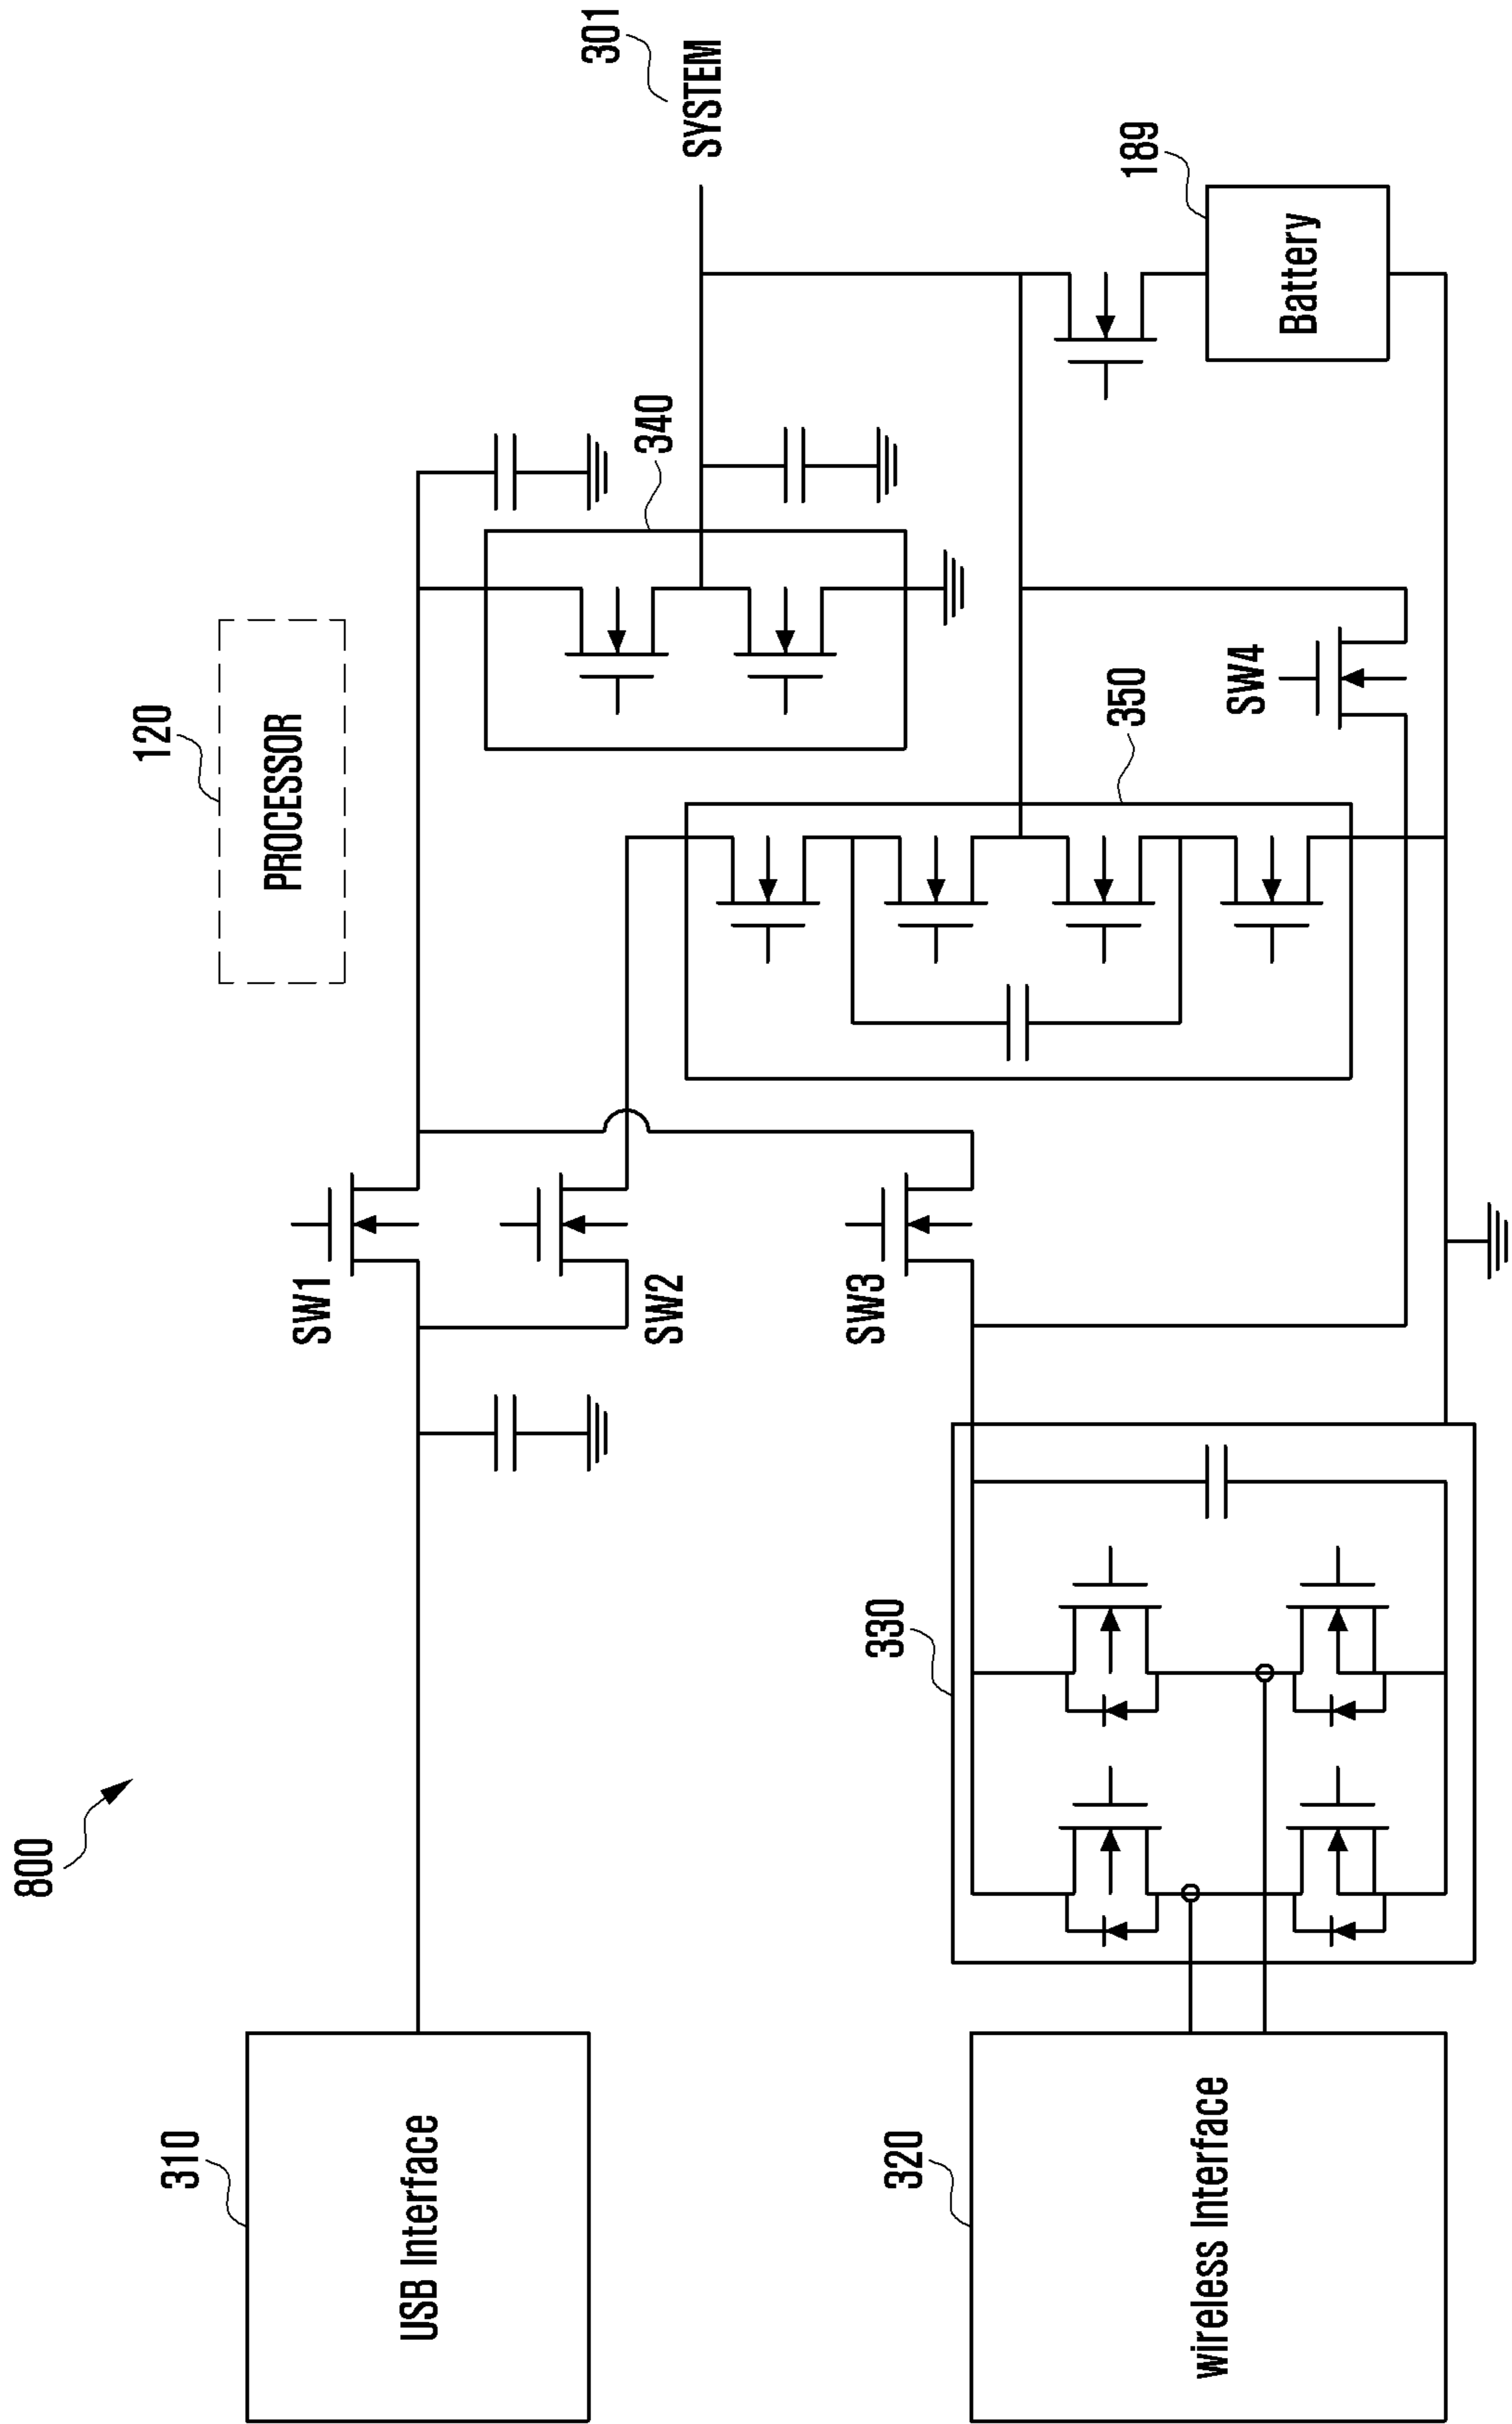 800
120
PROCESSOR
301
SYSTEM
310
USB Interface
SW1
SW2
340
350
189
Battery
SW3
SW4
320
wireless Interface
330